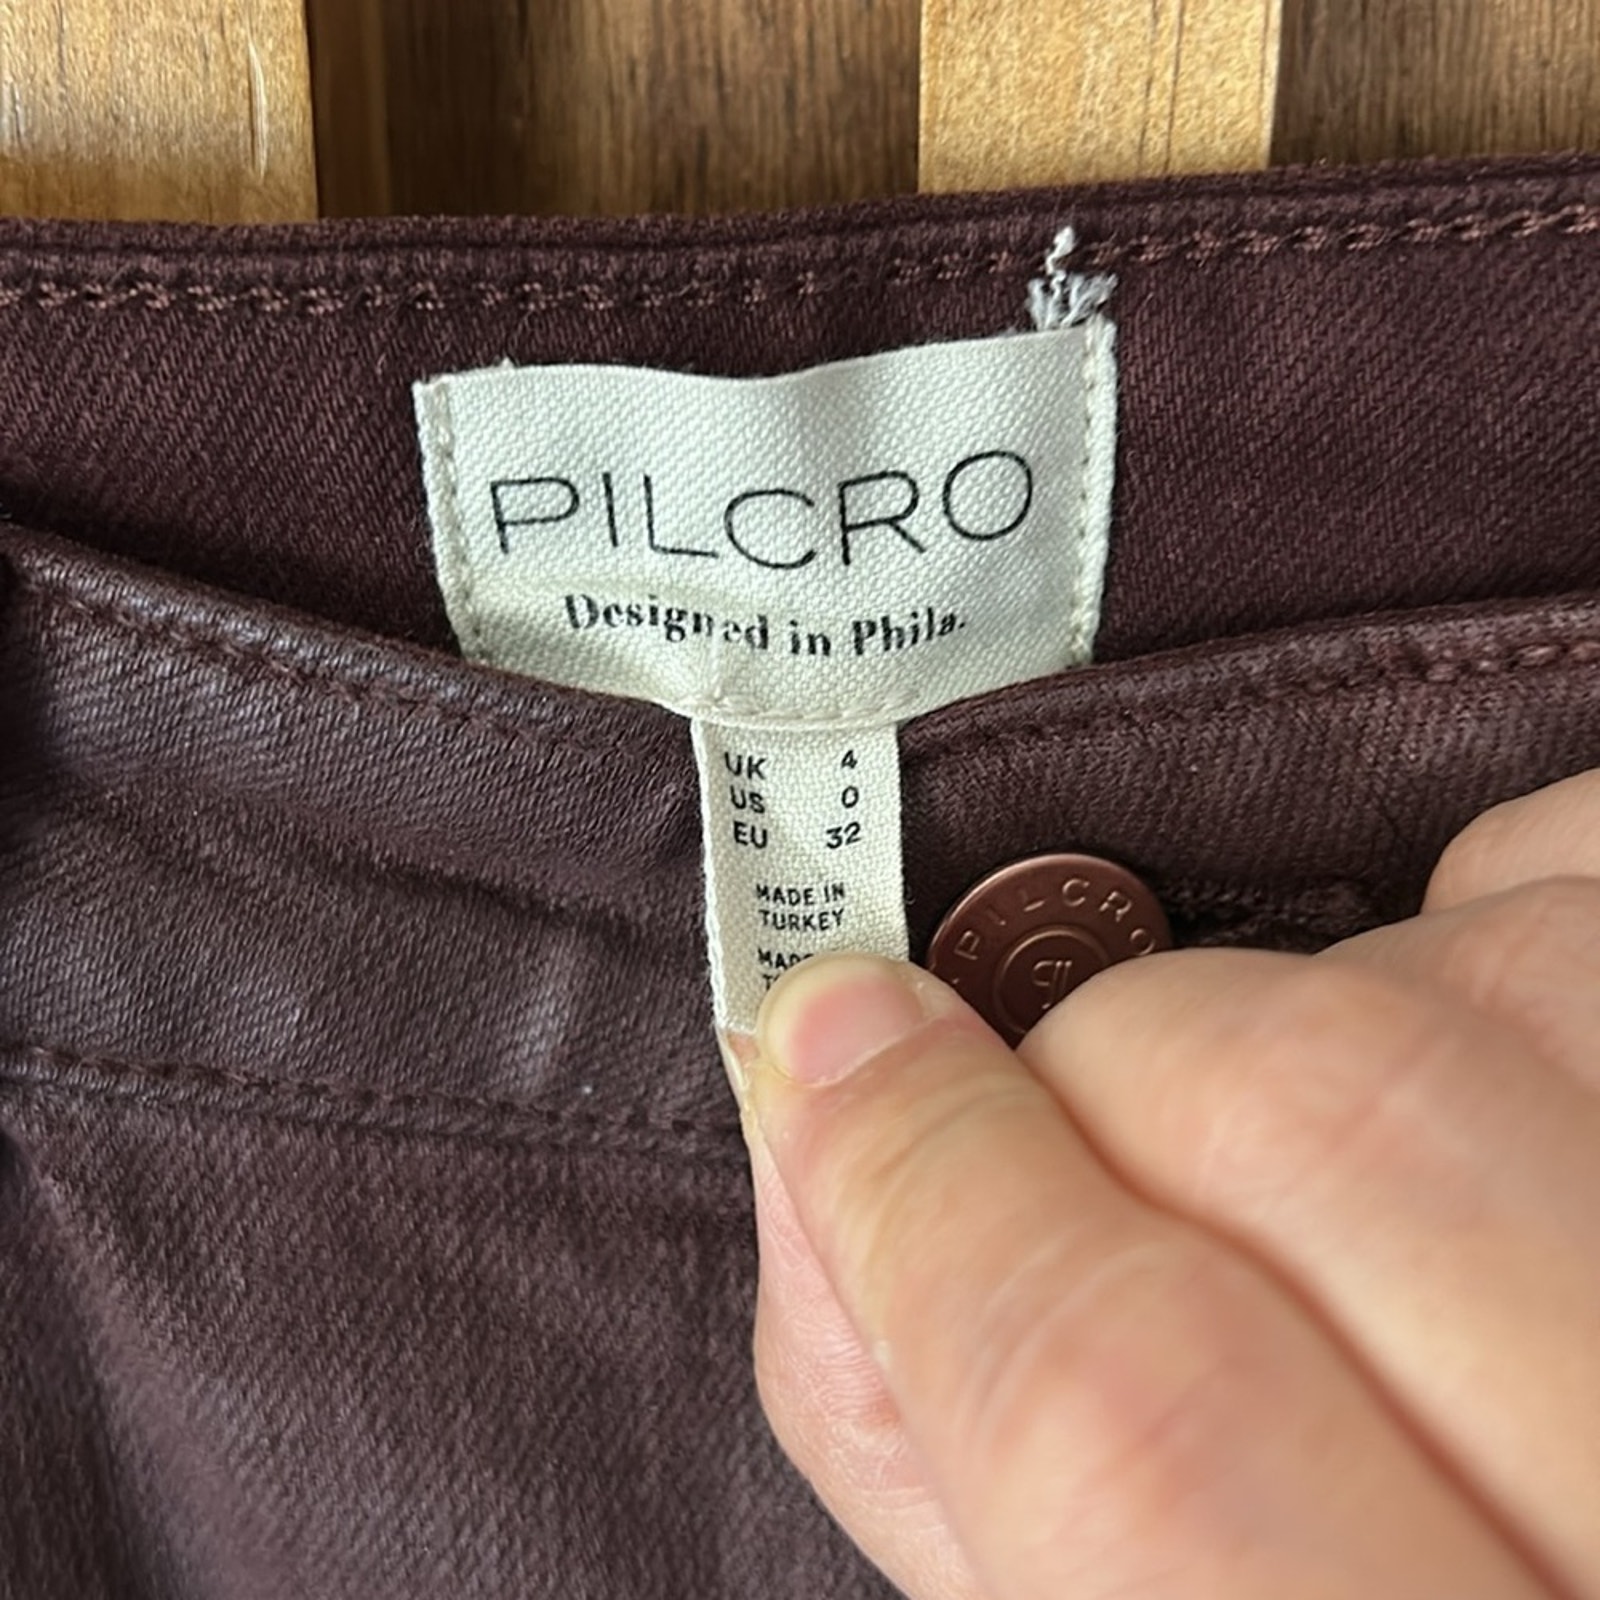 PILCRO
Designed in Phila.
UK 4
US 0
EU 32
MADE IN
TURKEY
PILCRO